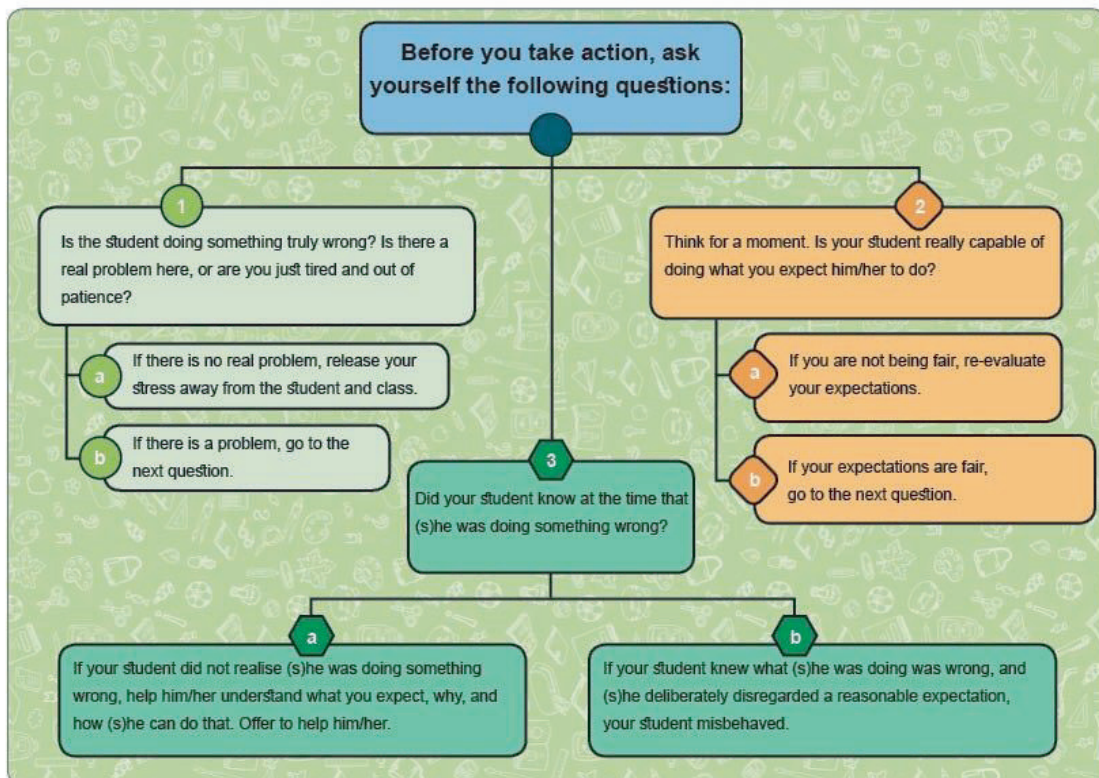 Before you take action, ask
yourself the following questions:
1
Is the student doing something truly wrong? Is there a
real problem here, or are you just tired and out of
patience?
a
If there is no real problem, release your
stress away from the student and class.
b
If there is a problem, go to the
next question.
2
Think for a moment. Is your student really capable of
doing what you expect him/her to do?
a
If you are not being fair, re-evaluate
your expectations.
b
If your expectations are fair,
go to the next question.
3
Did your student know at the time that
(s)he was doing something wrong?
a
If your student did not realise (s)he was doing something
wrong, help him/her understand what you expect, why, and
how (s)he can do that. Offer to help him/her.
b
If your student knew what (s)he was doing was wrong, and
(s)he deliberately disregarded a reasonable expectation,
your student misbehaved.